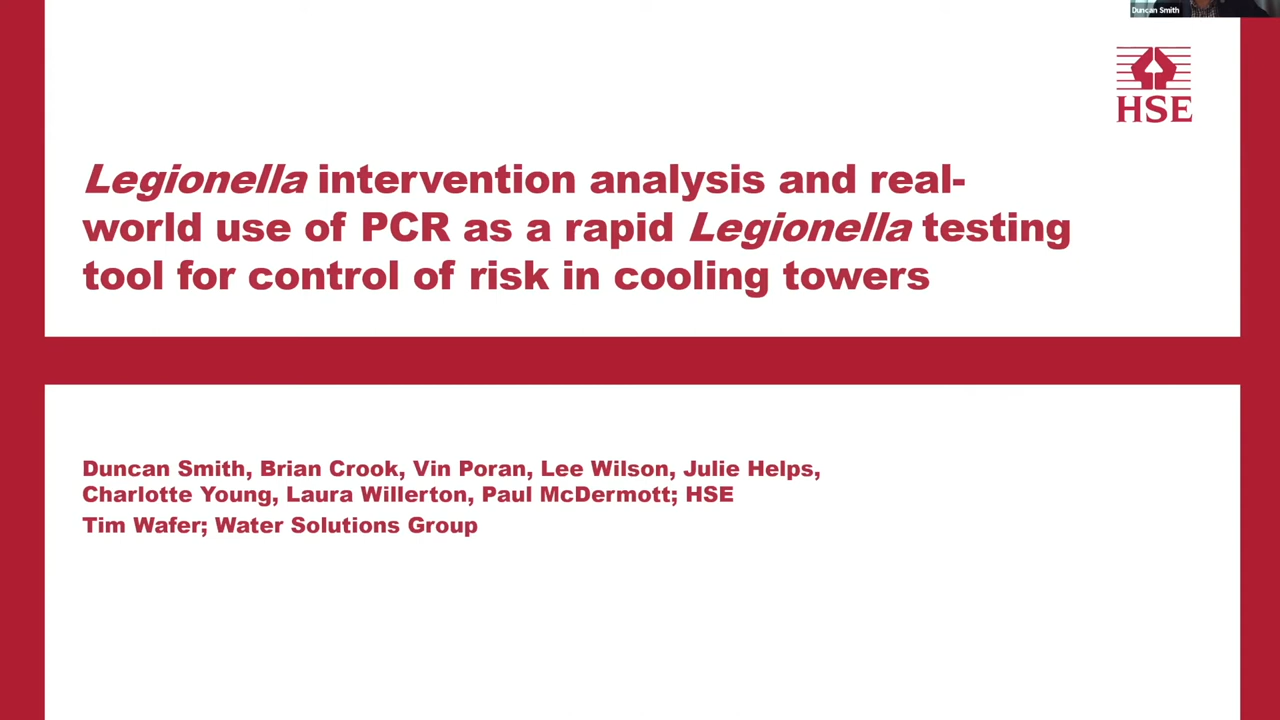 Duncan Smith
HSE
Legionella intervention analysis and real-
world use of PCR as a rapid Legionella testing
tool for control of risk in cooling towers
Duncan Smith, Brian Crook, Vin Poran, Lee Wilson, Julie Helps,
Charlotte Young, Laura Willerton, Paul McDermott; HSE
Tim Wafer; Water Solutions Group